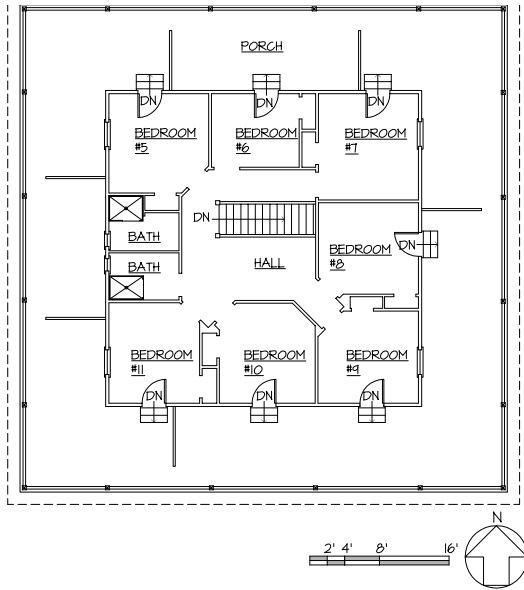 PORCH
DN DN DN
BEDROOM #5
BEDROOM #6
BEDROOM #7
DN
BATH
BATH
HALL
BEDROOM #8
DN
BEDROOM #11
BEDROOM #10
BEDROOM #9
DN DN DN
N
2' 4' 8' 16'